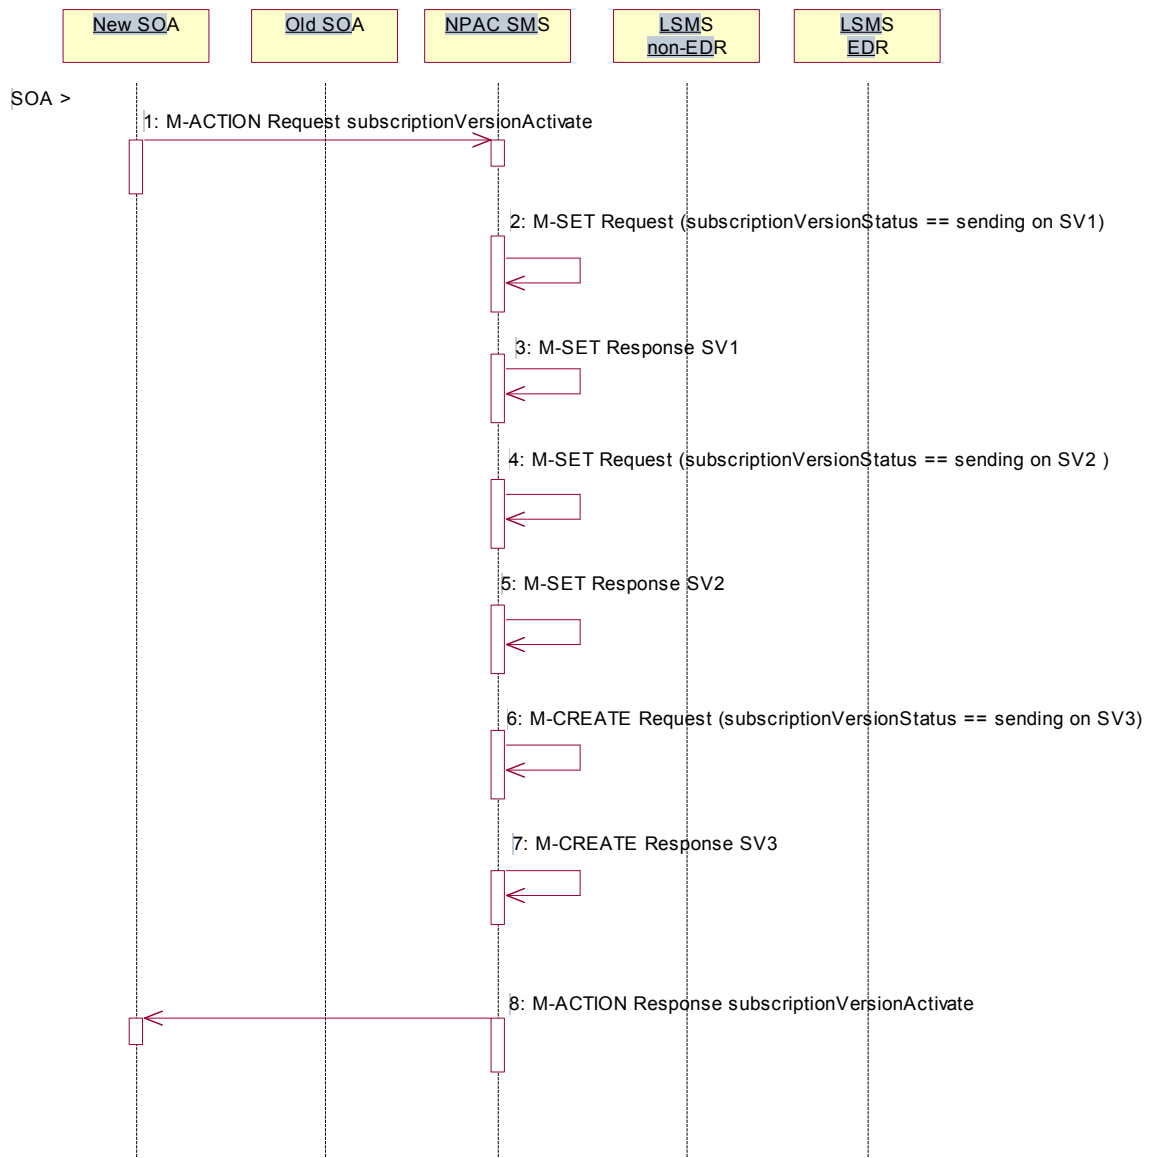 New SOA
Old SOA
NPAC SMS
LSMS
non-EDR
LSMS
EDR
SOA >
1: M-ACTION Request subscriptionVersionActivate
2: M-SET Request (subscriptionVersionStatus == sending on SV1)
3: M-SET Response SV1
4: M-SET Request (subscriptionVersionStatus == sending on SV2 )
5: M-SET Response SV2
6: M-CREATE Request (subscriptionVersionStatus == sending on SV3)
7: M-CREATE Response SV3
8: M-ACTION Response subscriptionVersionActivate